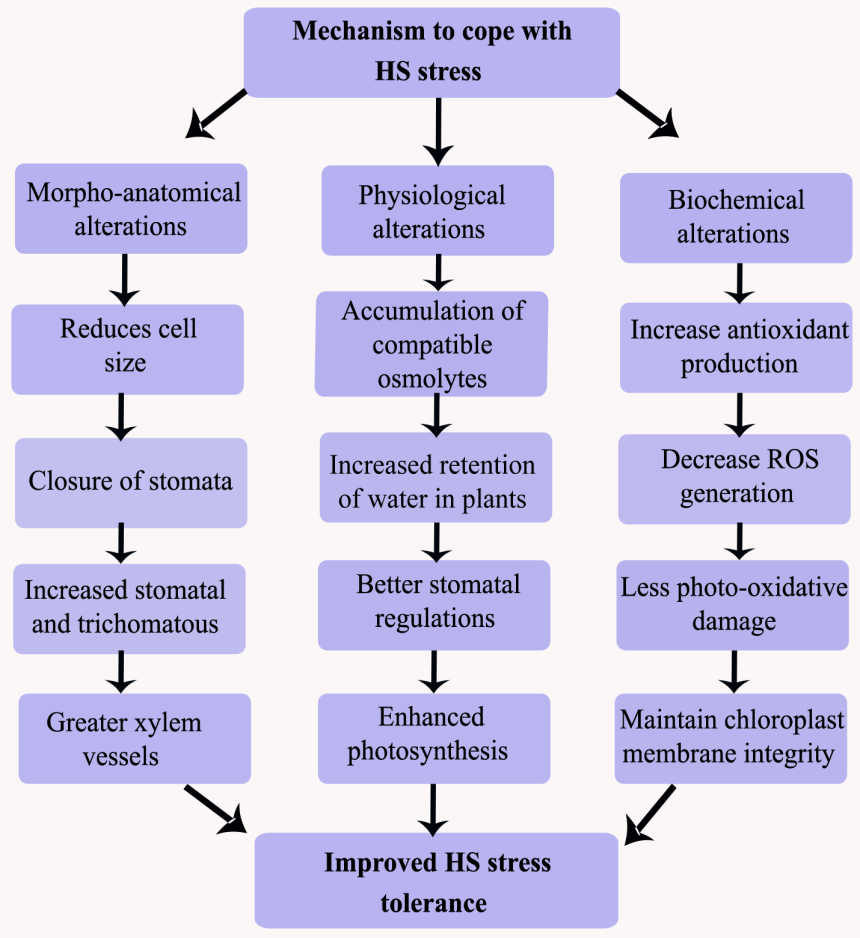 Mechanism to cope with
HS stress
Morpho-anatomical
alterations
Reduces cell
size
Closure of stomata
Increased stomatal
and trichomatous
Greater xylem
vessels
Physiological
alterations
Accumulation of
compatible
osmolytes
Increased retention
of water in plants
Better stomatal
regulations
Enhanced
photosynthesis
Biochemical
alterations
Increase antioxidant
production
Decrease ROS
generation
Less photo-oxidative
damage
Maintain chloroplast
membrane integrity
Improved HS stress
tolerance